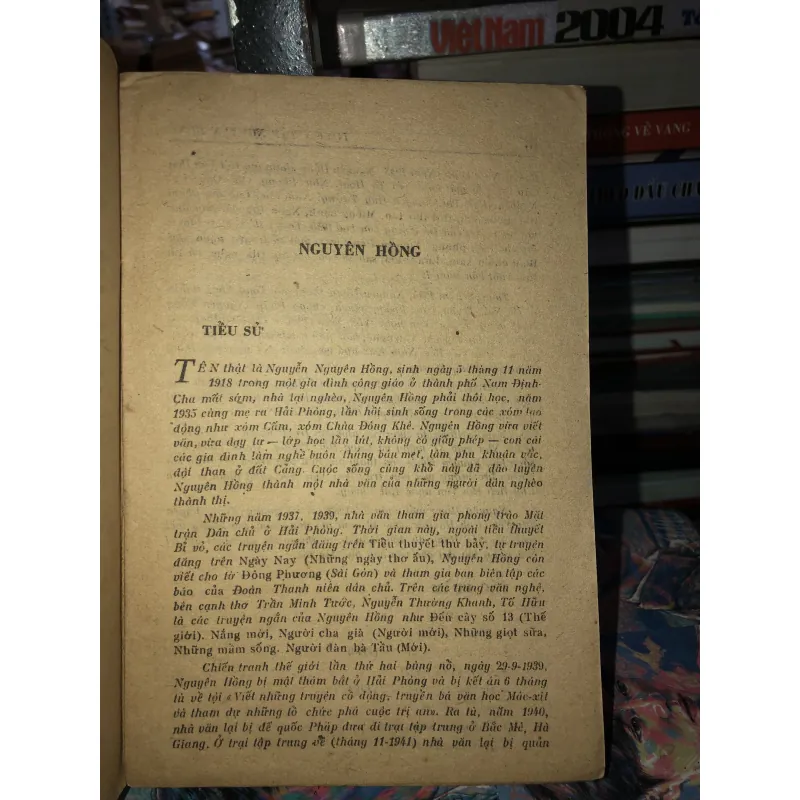 Việt Nam 2004
VỀ VANG
THEO DẤU
NGUYÊN HỒNG
TIỀU SỬ
TÊN thật là Nguyễn Nguyên Hồng, sinh ngày 5 tháng 11 năm
1918 trong một gia đình công giáo ở thành phố Nam Định-
Cha mất sớm, nhà lại nghèo, Nguyên Hồng phải thôi học, năm
1935 cùng mẹ ra Hải Phòng, lần hồi sinh sống trong các xóm lao
động như xóm Cấm, xóm Chùa Đông Khê. Nguyên Hồng vừa viết
văn, vừa dạy tư — lớp học lần lút, không có giấy phép — con cái
các gia đình làm nghề buôn thúng bán mẹt, làm phu khuân vác,
đội than ở đất Cảng. Cuộc sống cùng khổ này đã đào luyện
Nguyên Hồng thành một nhà văn của những người dân nghèo
thành thị.
Những năm 1937, 1939, nhà văn tham gia phong trào Mặt
trận Dân chủ ở Hải Phòng. Thời gian này, ngoài tiều thuyết
Bỉ vỏ, các truyện ngắn đăng trên Tiều thuyết thứ bảy, tự truyện
đăng trên Ngày Nay (Những ngày thơ ấu), Nguyên Hồng còn
viết cho tờ Đông Phương (Sài Gòn) và tham gia ban biên tập các
báo của Đoàn Thanh niên dân chủ. Trên các trang văn nghệ,
bên cạnh thơ Trần Minh Tước, Nguyễn Thường Khanh, Tố Hữu
là các truyện ngắn của Nguyên Hồng như Đến cây số 13 (Thế
giới). Nắng mới, Người cha già (Người mới), Những giọt sữa,
Những mầm sống. Người đàn bà Tầu (Mới).
Chiến tranh thế giới lần thứ hai bùng nổ, ngày 29-9-1939,
Nguyên Hồng bị mật thám bắt ở Hải Phòng và bị kết án 6 tháng
tù về tội «Viết những truyện cồ động, truyền bá văn học Mác-xít
và tham dự những tồ chức phá cuộc trị an». Ra tù, năm 1940,
nhà văn lại bị đế quốc Pháp đưa đi trại tập trung ở Bắc Mê, Hà
Giang. Ở trại tập trung về (tháng 11-1941) nhà văn lại bị quản